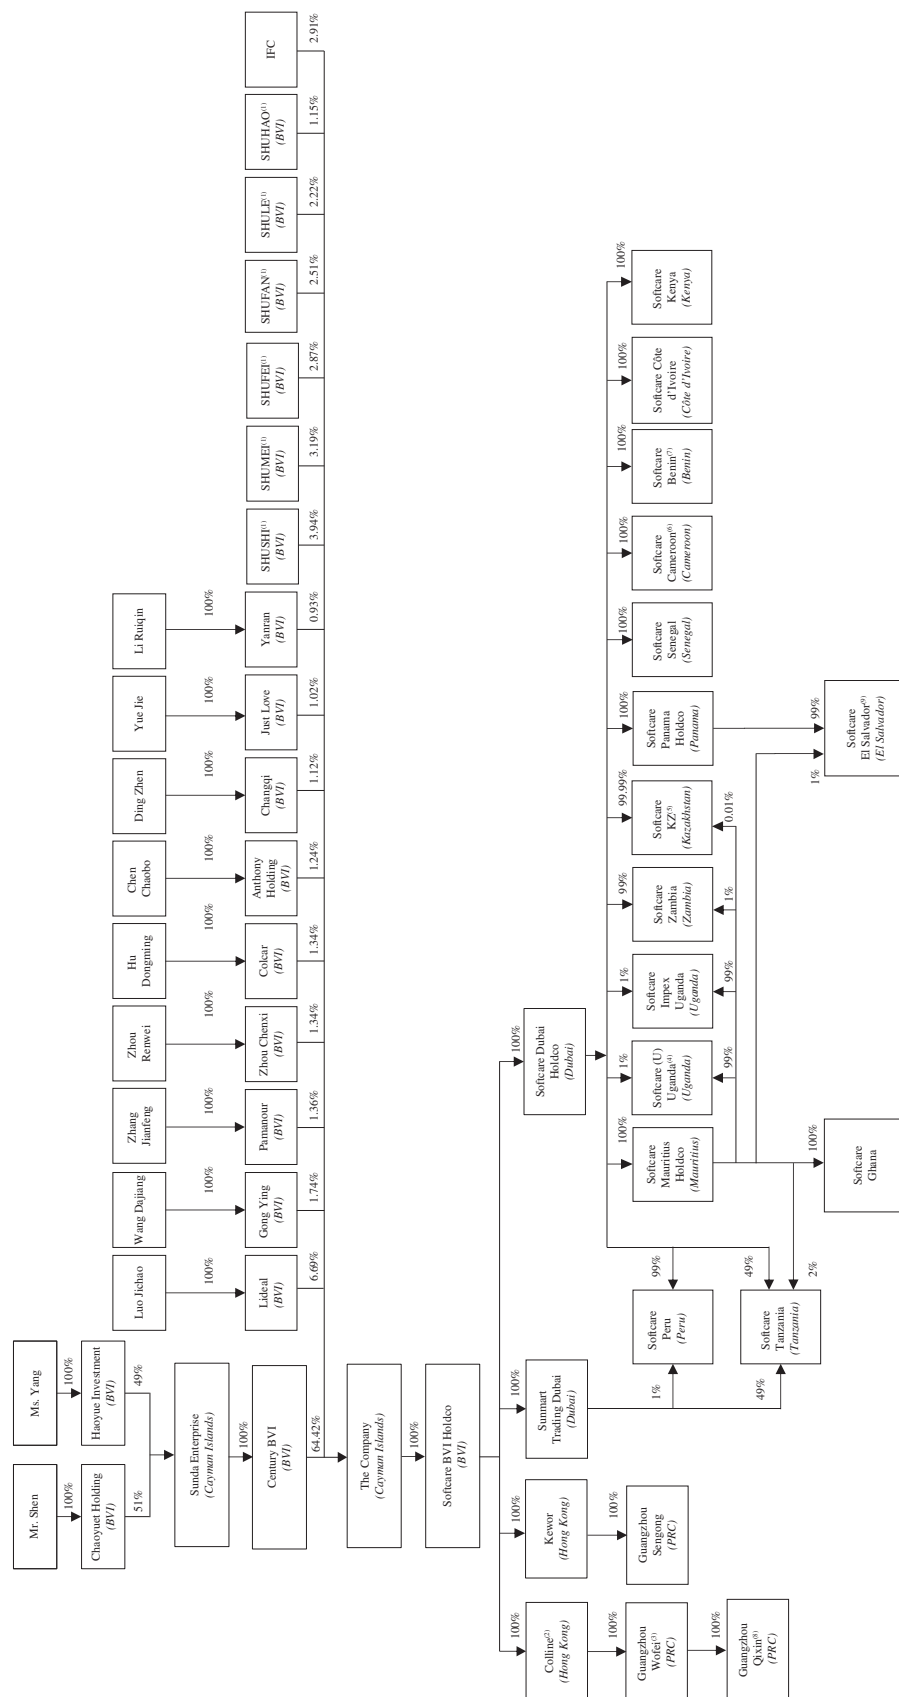 Mr. Shen
Ms. Yang
100%
100%
Chaoyuet Holding
(BVI)
Haoyue Investment
(BVI)
51%
49%
Sunda Enterprise
(Cayman Islands)
100%
Century BVI
(BVI)
64.42%
Luo Jichao
Wang Dajiang
Zhang
Jianfeng
Zhou
Renwei
Hu
Dongming
Chen
Chaobo
Ding Zhen
Yue Jie
Li Ruiqin
100%
100%
100%
100%
100%
100%
100%
100%
100%
Lideal
(BVI)
Gong Ying
(BVI)
Pamanour
(BVI)
Zhou Chenxi
(BVI)
Colcar
(BVI)
Anthony
Holding
(BVI)
Changqi
(BVI)
Just Love
(BVI)
Yanran
(BVI)
SHUSHI(1)
(BVI)
SHUMEI(1)
(BVI)
SHUFEI(1)
(BVI)
SHUFAN(1)
(BVI)
SHULE(1)
(BVI)
SHUHAO(1)
(BVI)
IFC
6.69%
1.74%
1.36%
1.34%
1.34%
1.24%
1.12%
1.02%
0.93%
3.94%
3.19%
2.87%
2.51%
2.22%
1.15%
2.91%
The Company
(Cayman Islands)
100%
Softcare BVI Holdco
(BVI)
100%
100%
100%
100%
Colline(2)
(Hong Kong)
Kewor
(Hong Kong)
Sunmart
Trading Dubai
(Dubai)
Softcare Dubai
Holdco
(Dubai)
100%
100%
Guangzhou
Wofei(3)
(PRC)
Guangzhou
Sengong
(PRC)
100%
Guangzhou
Qixin(8)
(PRC)
1%
99%
Softcare
Peru
(Peru)
49%
49%
2%
Softcare
Tanzania
(Tanzania)
100%
1%
1%
99%
99.99%
100%
100%
100%
100%
100%
100%
Softcare
Mauritius
Holdco
(Mauritius)
Softcare (U)
Uganda(4)
(Uganda)
Softcare
Impex
Uganda
(Uganda)
Softcare
Zambia
(Zambia)
Softcare
KZ(5)
(Kazakhstan)
Softcare
Panama
Holdco
(Panama)
Softcare
Senegal
(Senegal)
Softcare
Cameroon(6)
(Cameroon)
Softcare
Benin(7)
(Benin)
Softcare Côte
d'Ivoire
(Côte d'Ivoire)
Softcare
Kenya
(Kenya)
99%
99%
1%
0.01%
100%
1%
99%
Softcare
Ghana
Softcare
El Salvador(9)
(El Salvador)